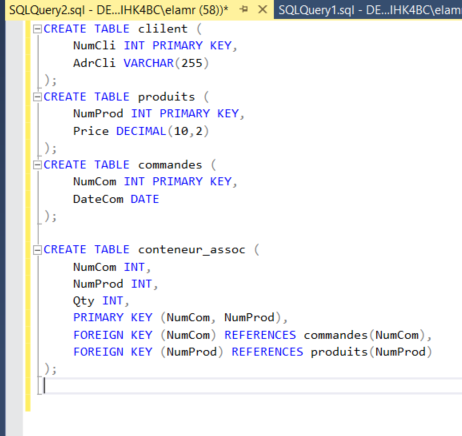 SQLQuery2.sql - DE...IHK4BC\elamr (58))* SQLQuery1.sql - DE...IHK4BC\elam
CREATE TABLE clilent (
NumCli INT PRIMARY KEY,
AdrCli VARCHAR(255)
);
CREATE TABLE produits (
NumProd INT PRIMARY KEY,
Price DECIMAL(10,2)
);
CREATE TABLE commandes (
NumCom INT PRIMARY KEY,
DateCom DATE
);
CREATE TABLE conteneur_assoc (
NumCom INT,
NumProd INT,
Qty INT,
PRIMARY KEY (NumCom, NumProd),
FOREIGN KEY (NumCom) REFERENCES commandes(NumCom),
FOREIGN KEY (NumProd) REFERENCES produits(NumProd)
);